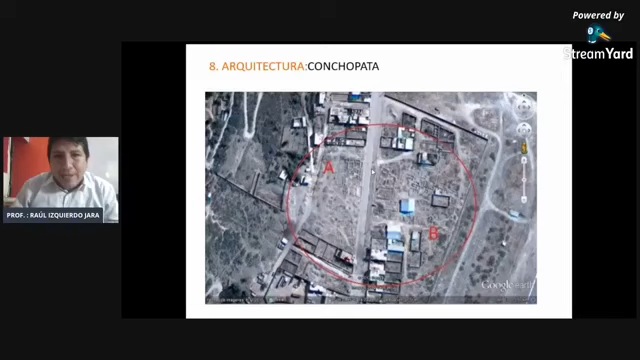 Powered by
StreamYard
8. ARQUITECTURA:CONCHOPATA
A
B
PROF. : RAÚL IZQUIERDO JARA
Google earth